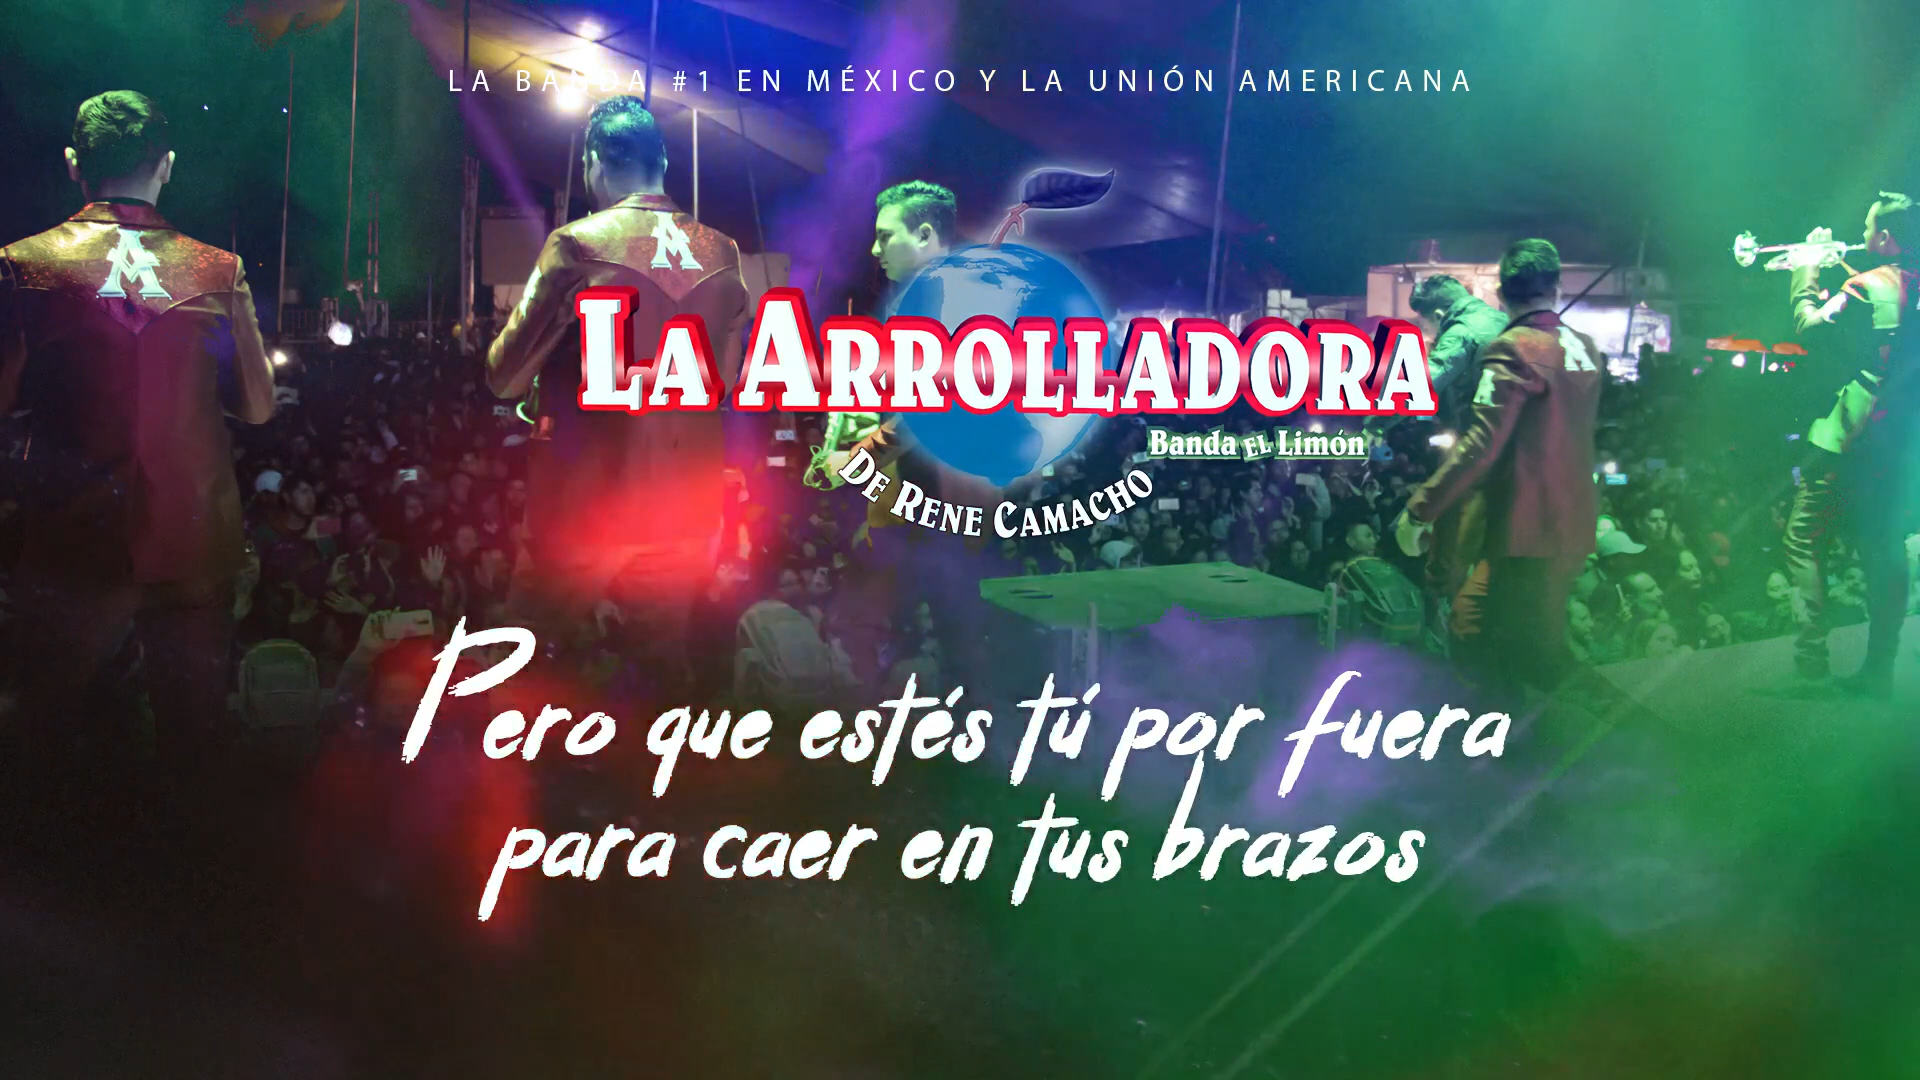 LA BANDA #1 EN MÉXICO Y LA UNIÓN AMERICANA
LA ARROLLADORA
Banda EL Limón
DE RENE CAMACHO
Pero que estés tú por fuera
para caer en tus brazos